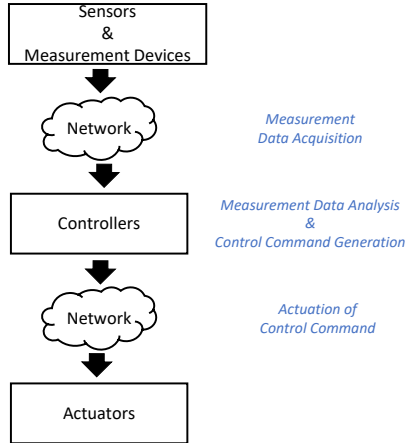 Sensors
&
Measurement Devices
Network
Measurement
Data Acquisition
Controllers
Measurement Data Analysis
&
Control Command Generation
Network
Actuation of
Control Command
Actuators